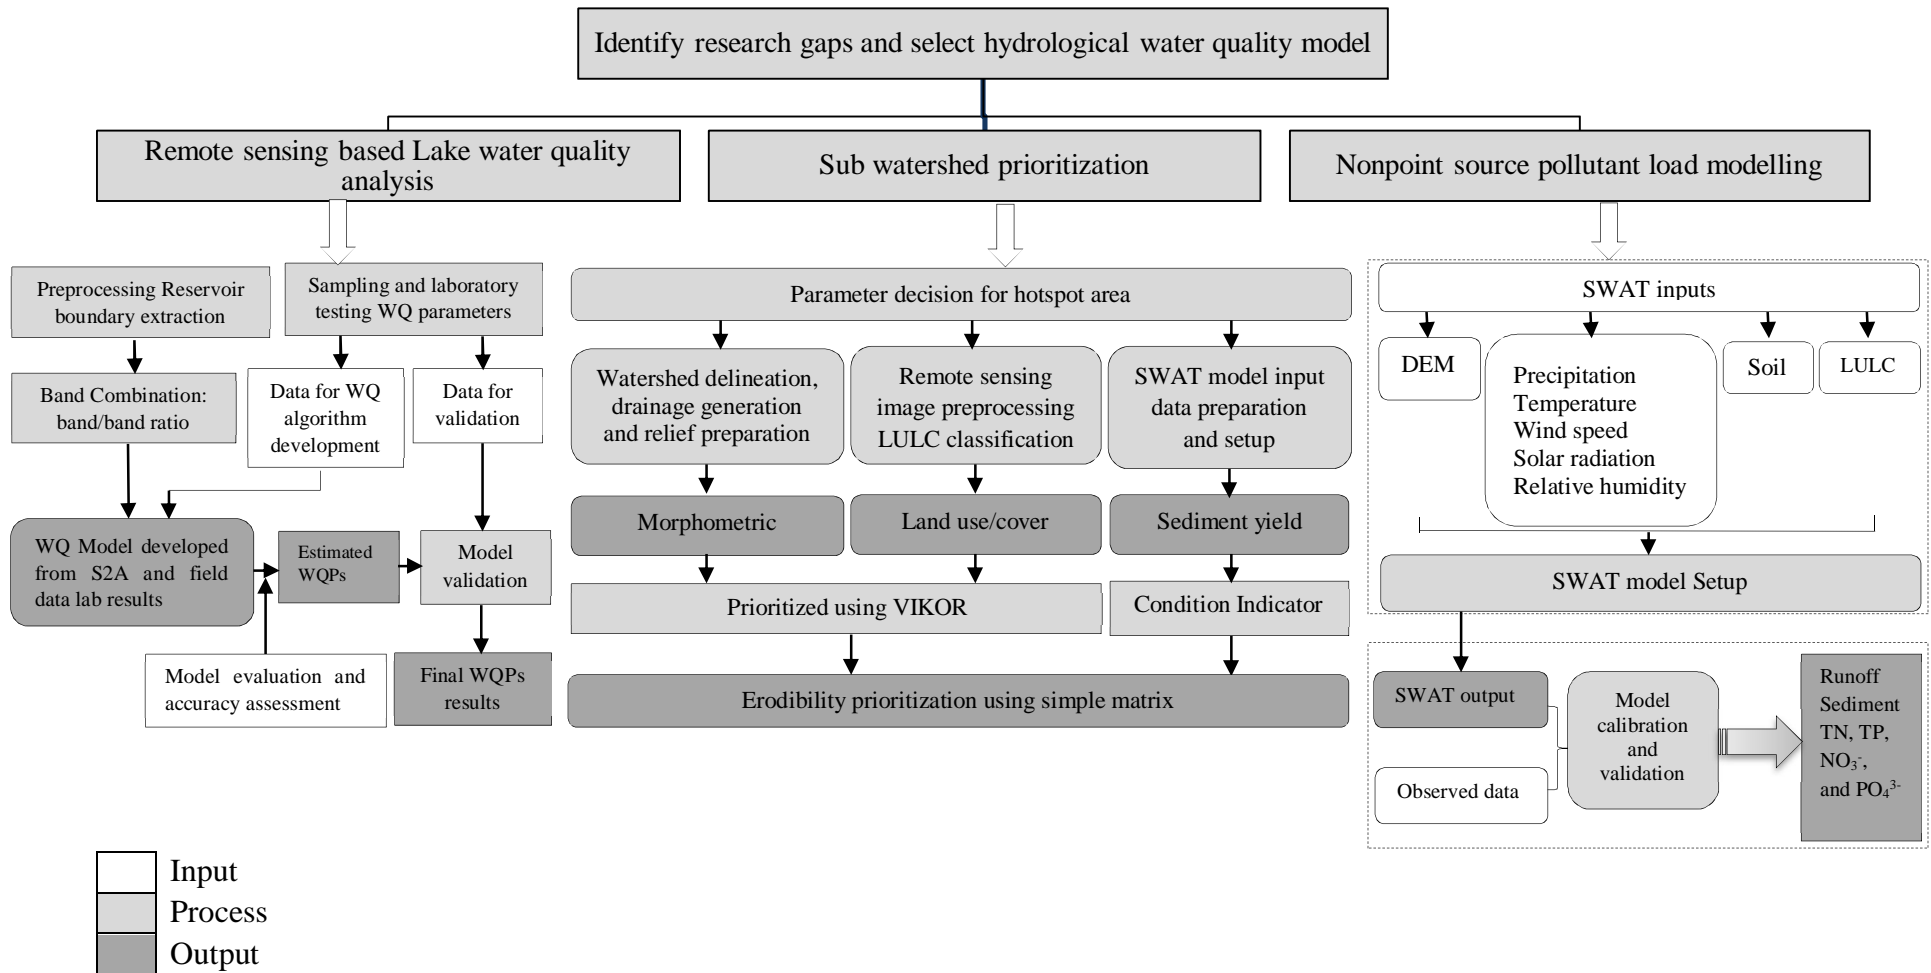 Identify research gaps and select hydrological water quality model
Remote sensing based Lake water quality
analysis
Sub watershed prioritization
Nonpoint source pollutant load modelling
Preprocessing Reservoir
boundary extraction
Sampling and laboratory
testing WQ parameters
Band Combination:
band/band ratio
Data for WQ
algorithm
development
Data for
validation
WQ Model developed
from S2A and field
data lab results
Estimated
WQPs
Model
validation
Model evaluation and
accuracy assessment
Final WQPs
results
Parameter decision for hotspot area
Watershed delineation,
drainage generation
and relief preparation
Remote sensing
image preprocessing
LULC classification
SWAT model input
data preparation
and setup
Morphometric
Land use/cover
Sediment yield
Prioritized using VIKOR
Condition Indicator
Erodibility prioritization using simple matrix
SWAT inputs
DEM
Precipitation
Temperature
Wind speed
Solar radiation
Relative humidity
Soil
LULC
SWAT model Setup
SWAT output
Observed data
Model
calibration
and
validation
Runoff
Sediment
TN, TP,
NO₃⁻,
and PO₄³⁻
Input
Process
Output